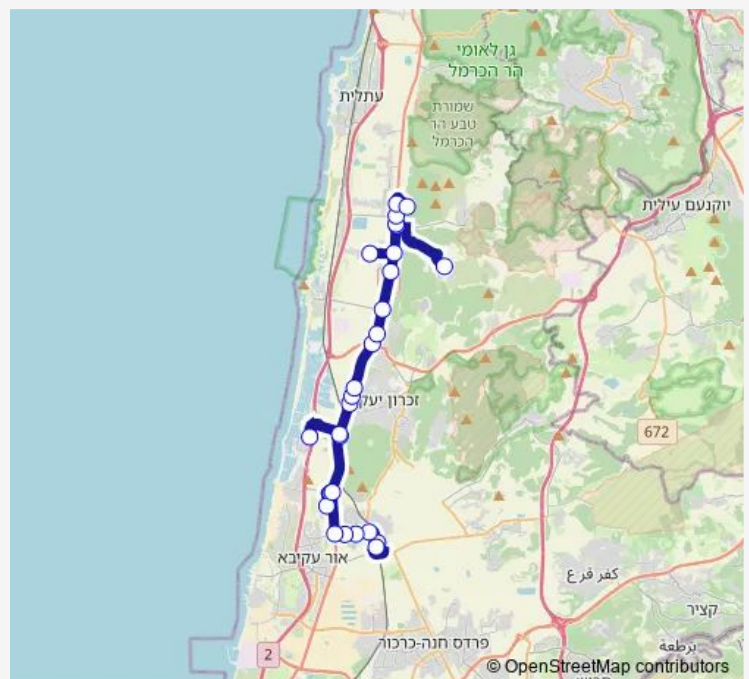 גן לאומי
הר הכרמל
עתלית
שמורת
טבע הר
הכרמל
יוקנעם עילית
זכרון יעק
672
אור עקיבא
כפר קרע
קציר
ברטעה
פרדס חנה-כרכור
2
© OpenStreetMap contributors